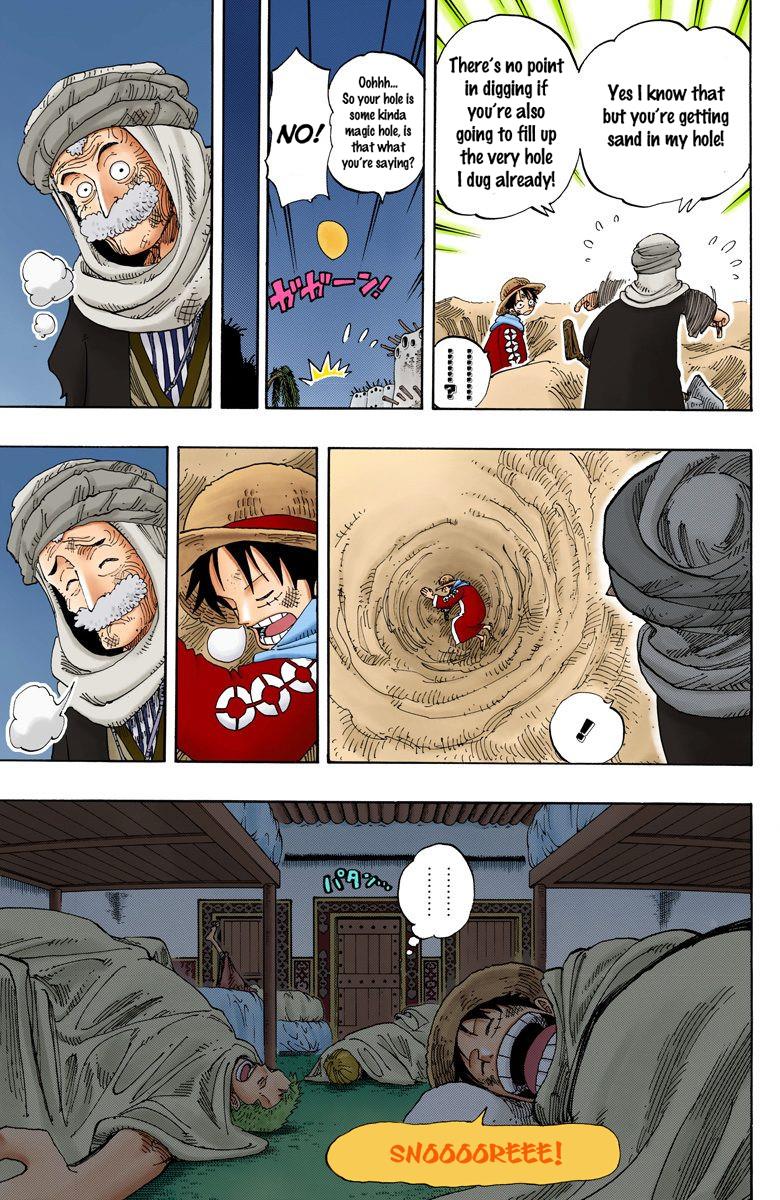 Yes I know that
but you're getting
sand in my hole!
There's no point
in digging if
you're also
going to fill up
the very hole
I dug already!
..................?
Oohhh...
So your hole is
some kinda
magic hole, is
that what
you're saying?
NO!
ガガーン!
!
..................
パタン...
SNOOOOREEE!